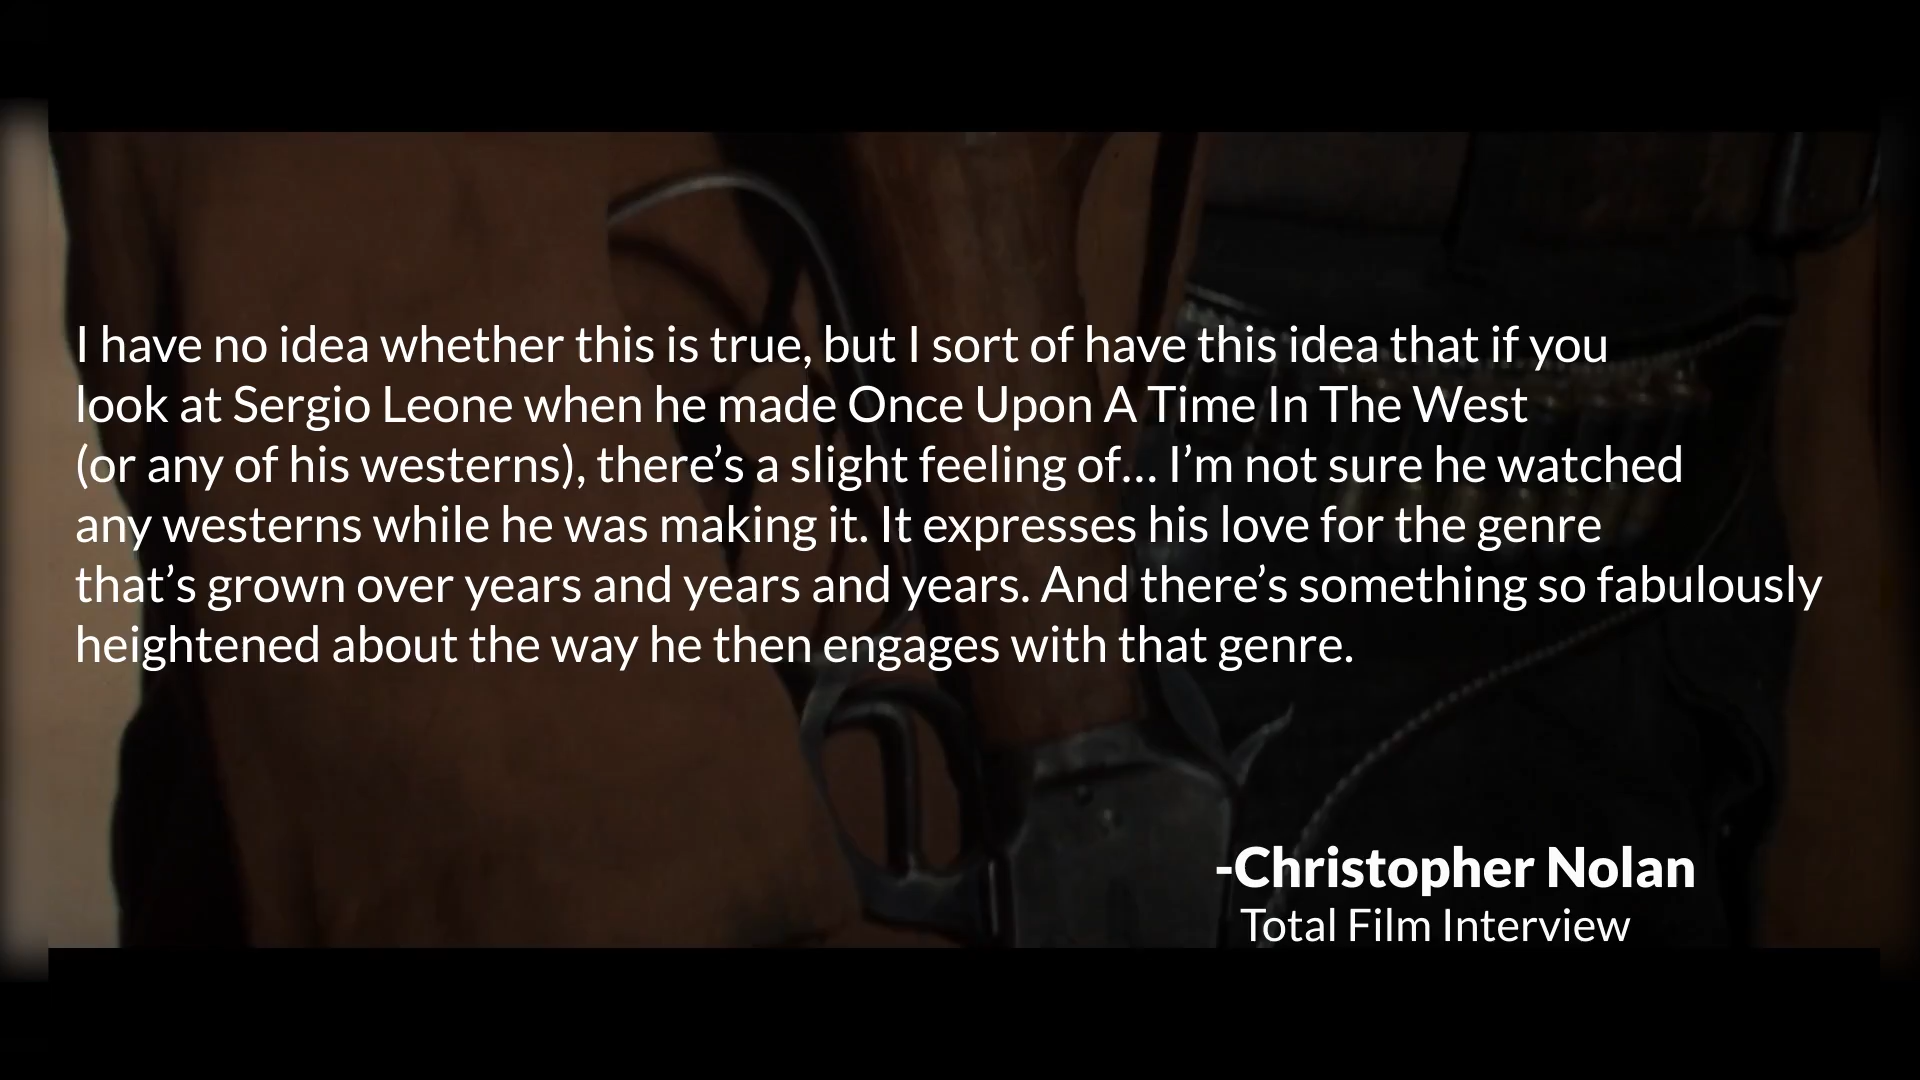 I have no idea whether this is true, but I sort of have this idea that if you
look at Sergio Leone when he made Once Upon A Time In The West
(or any of his westerns), there’s a slight feeling of... I’m not sure he watched
any westerns while he was making it. It expresses his love for the genre
that’s grown over years and years and years. And there’s something so fabulously
heightened about the way he then engages with that genre.
-Christopher Nolan
Total Film Interview